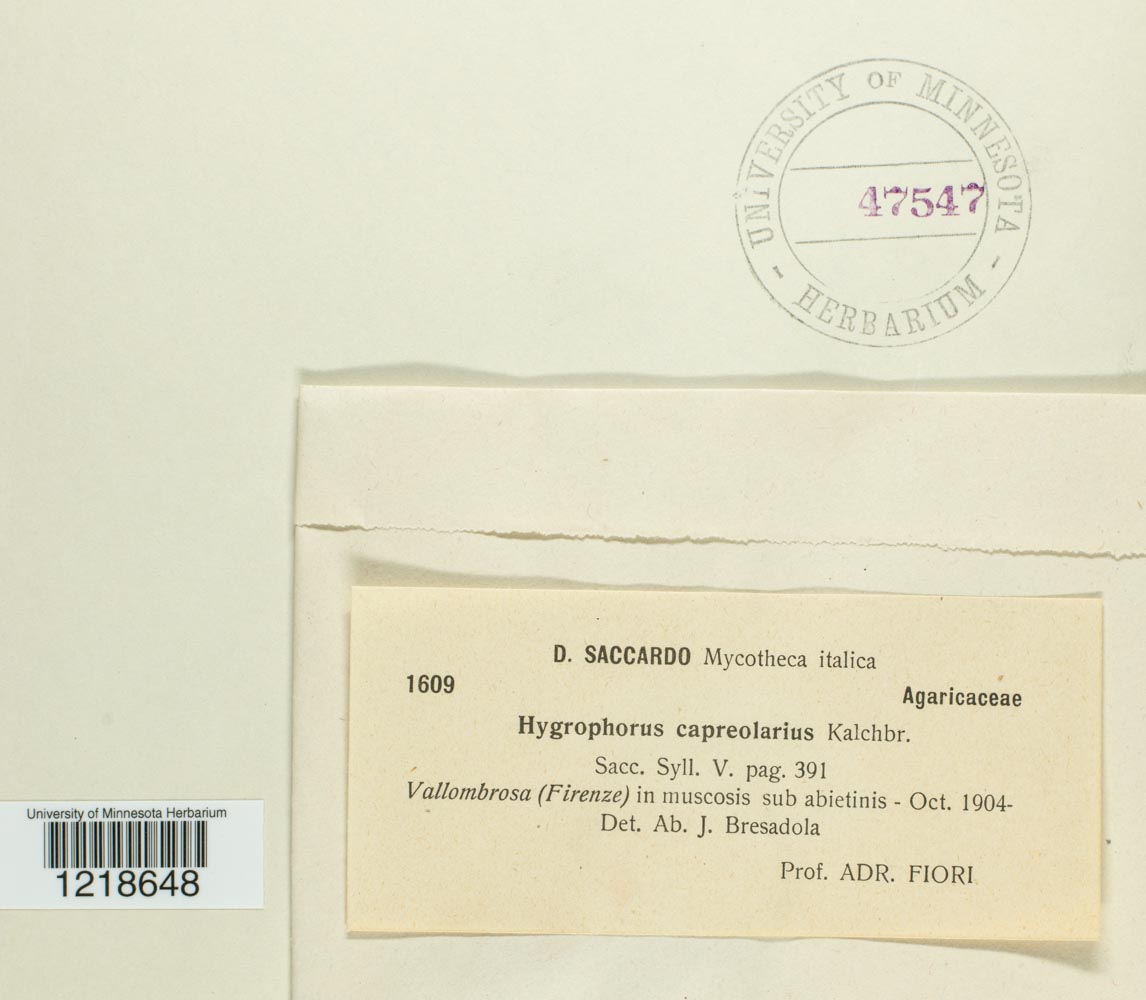 UNIVERSITY OF MINNESOTA
47547
- HERBARIUM -
D. SACCARDO Mycotheca italica
1609
Agaricaceae
Hygrophorus capreolarius Kalchbr.
Sacc. Syll. V. pag. 391
Vallombrosa (Firenze) in muscosis sub abietinis - Oct. 1904-
Det. Ab. J. Bresadola
Prof. ADR. FIORI
University of Minnesota Herbarium
1218648